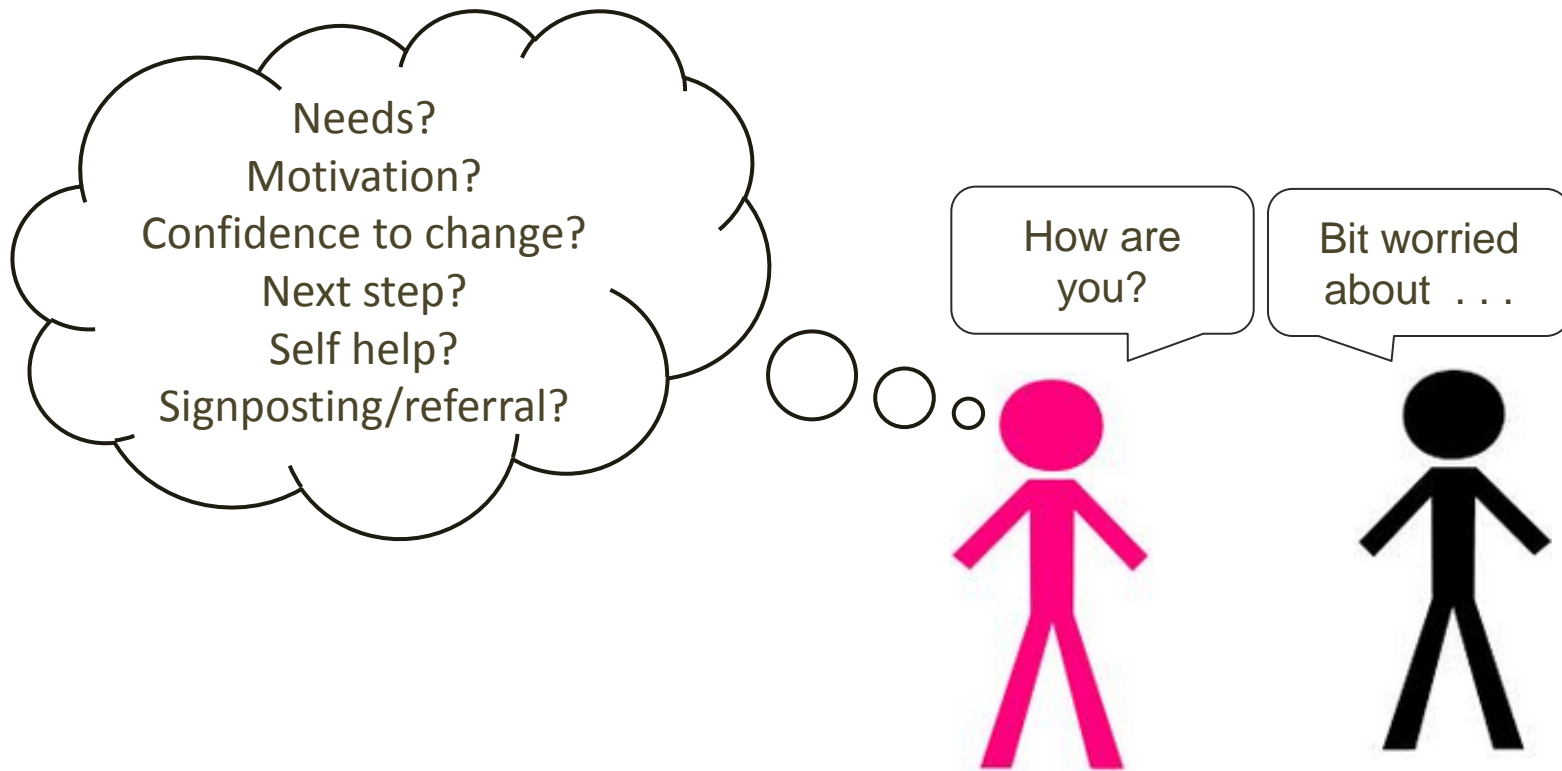 Needs?
Motivation?
Confidence to change?
Next step?
Self help?
Signposting/referral?
How are
you?
Bit worried
about . . .